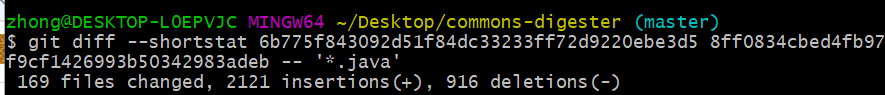 zhong@DESKTOP-LOEPVJC MINGW64 ~/Desktop/commons-digester (master)
$ git diff --shortstat 6b775f843092d51f84dc33233ff72d9220ebe3d5 8ff0834cbed4fb97
f9cf1426993b50342983adeb -- '*.java'
169 files changed, 2121 insertions(+), 916 deletions(-)